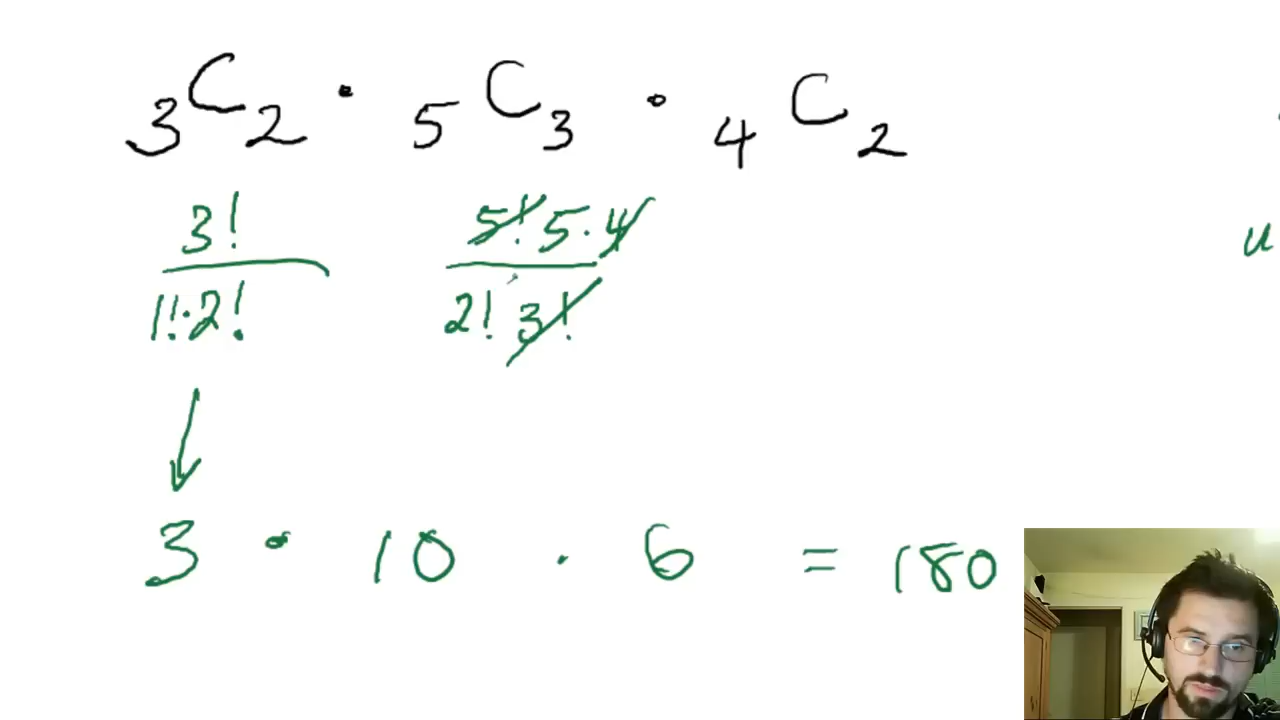 3C2 · 5C3 · 4C2
3! 5! 5·4
1!·2! 2! 3!
3 · 10 · 6 = 180